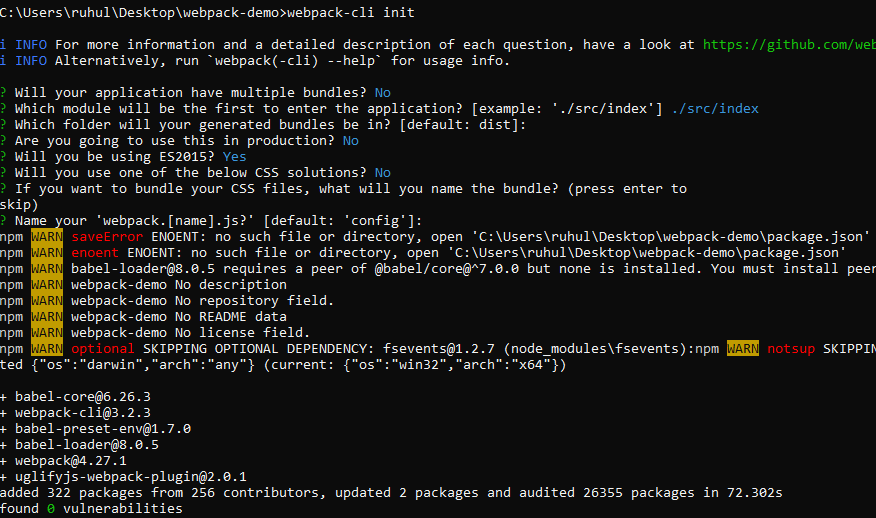 C:\Users\ruhul\Desktop\webpack-demo>webpack-cli init
i INFO For more information and a detailed description of each question, have a look at https://github.com/web
i INFO Alternatively, run `webpack(-cli) --help` for usage info.
? Will your application have multiple bundles? No
? Which module will be the first to enter the application? [example: './src/index'] ./src/index
? Which folder will your generated bundles be in? [default: dist]:
? Are you going to use this in production? No
? Will you be using ES2015? Yes
? Will you use one of the below CSS solutions? No
? If you want to bundle your CSS files, what will you name the bundle? (press enter to
skip)
? Name your 'webpack.[name].js?' [default: 'config']:
npm WARN saveError ENOENT: no such file or directory, open 'C:\Users\ruhul\Desktop\webpack-demo\package.json'
npm WARN enoent ENOENT: no such file or directory, open 'C:\Users\ruhul\Desktop\webpack-demo\package.json'
npm WARN babel-loader@8.0.5 requires a peer of @babel/core@^7.0.0 but none is installed. You must install peer
npm WARN webpack-demo No description
npm WARN webpack-demo No repository field.
npm WARN webpack-demo No README data
npm WARN webpack-demo No license field.
npm WARN optional SKIPPING OPTIONAL DEPENDENCY: fsevents@1.2.7 (node_modules\fsevents):npm WARN notsup SKIPPIN
ted {"os":"darwin","arch":"any"} (current: {"os":"win32","arch":"x64"})
+ babel-core@6.26.3
+ webpack-cli@3.2.3
+ babel-preset-env@1.7.0
+ babel-loader@8.0.5
+ webpack@4.27.1
+ uglifyjs-webpack-plugin@2.0.1
added 322 packages from 256 contributors, updated 2 packages and audited 26355 packages in 72.302s
found 0 vulnerabilities